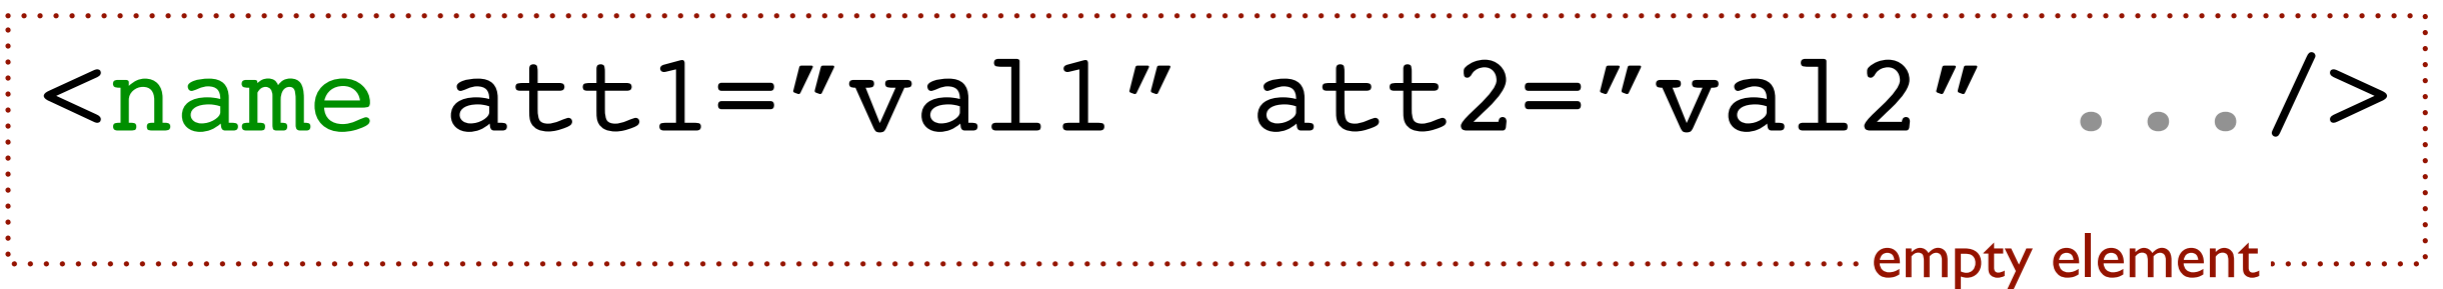 <name att1=”val1” att2=”val2” .../>
empty element